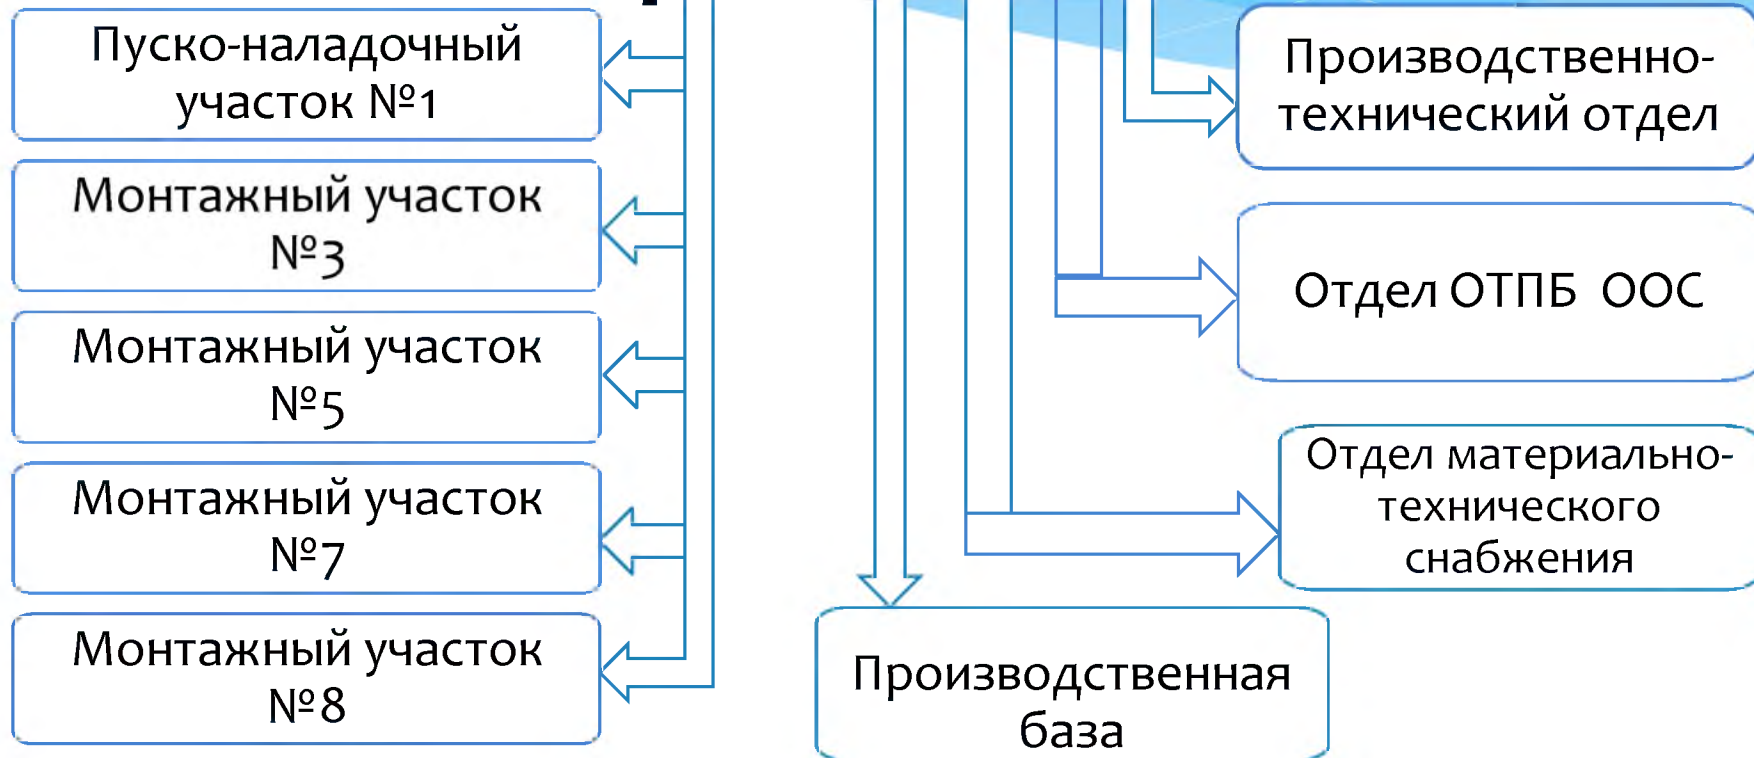 Пуско-наладочный
участок №1
Монтажный участок
№3
Монтажный участок
№5
Монтажный участок
№7
Монтажный участок
№8
Производственно-
технический отдел
Отдел ОТПБ  ООС
Отдел материально-
технического
снабжения
Производственная
база